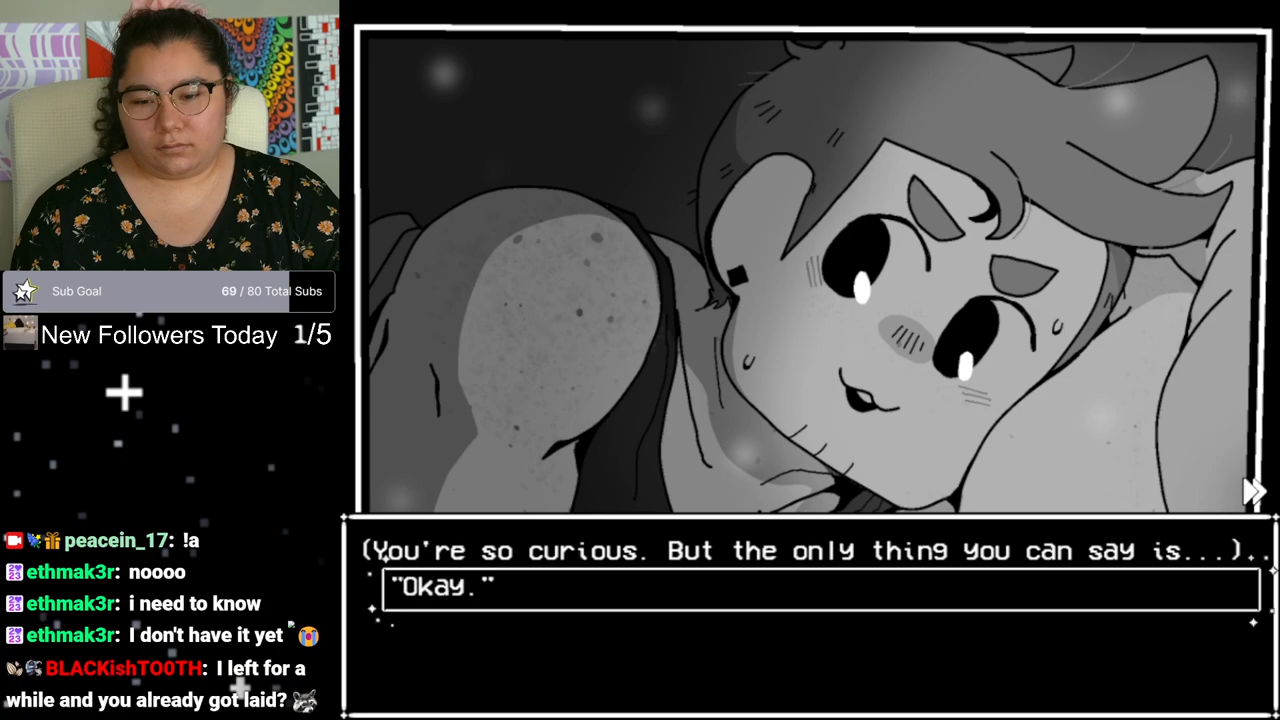 Sub Goal 69 / 80 Total Subs
New Followers Today 1/5
peacein_17: !a
ethmak3r: noooo
ethmak3r: i need to know
ethmak3r: I don't have it yet
BLACKishTO0TH: I left for a
while and you already got laid?
(You're so curious. But the only thing you can say is...)..
"Okay."